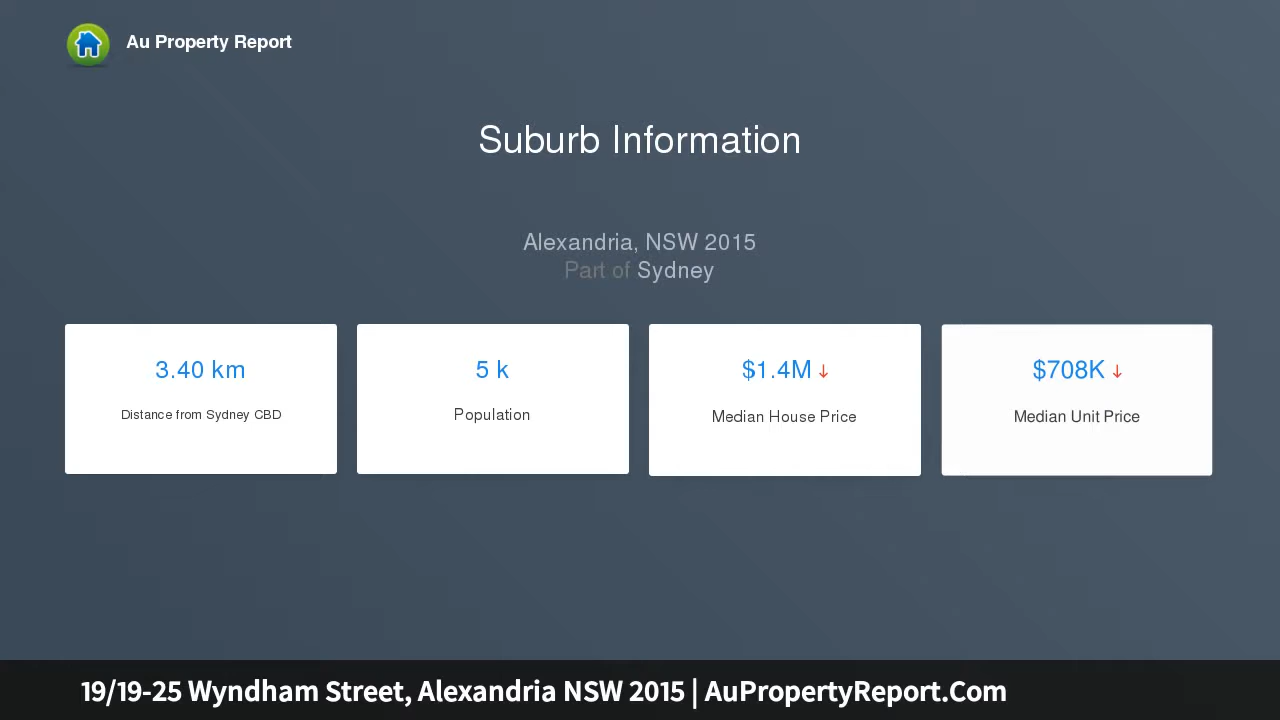 Au Property Report
Suburb Information
Alexandria, NSW 2015
Part of Sydney
3.40 km
Distance from Sydney CBD
5 k
Population
$1.4M ↓
Median House Price
$708K ↓
Median Unit Price
19/19-25 Wyndham Street, Alexandria NSW 2015 | AuPropertyReport.Com